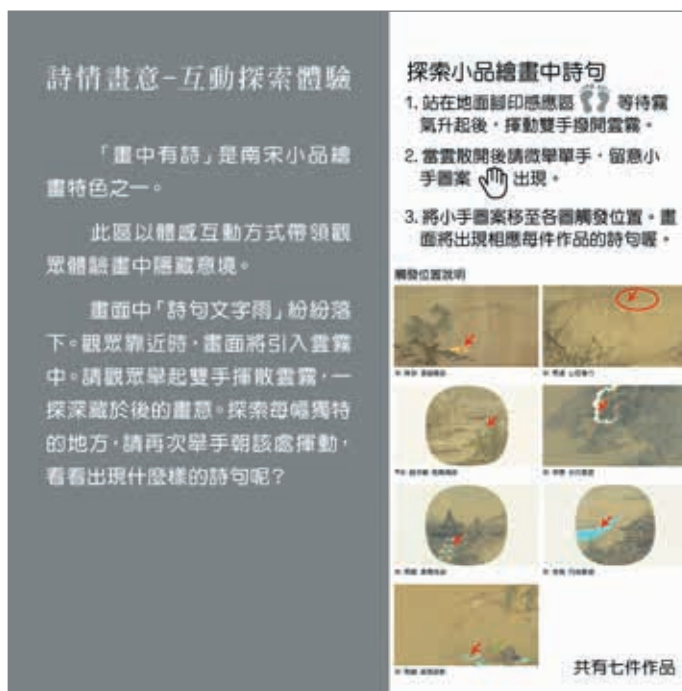 詩情畫意-互動探索體驗
「畫中有詩」是南宋小品繪
畫特色之一。
此區以體感互動方式帶領觀
眾體驗畫中隱藏意境。
畫面中「詩句文字雨」紛紛落
下。觀眾靠近時,畫面將引入雲霧
中。請觀眾舉起雙手揮散雲霧,一
探深藏於後的畫意。探索每幅獨特
的地方,請再次舉手朝該處揮動,
看看出現什麼樣的詩句呢?
探索小品繪畫中詩句
1. 站在地面腳印感應區 等待霧
氣升起後,揮動雙手撥開雲霧。
2. 當雲散開後請微舉單手,留意小
手圖案 出現。
3. 將小手圖案移至各圖觸發位置。畫
面將出現相應每件作品的詩句喔。
觸發位置說明
共有七件作品